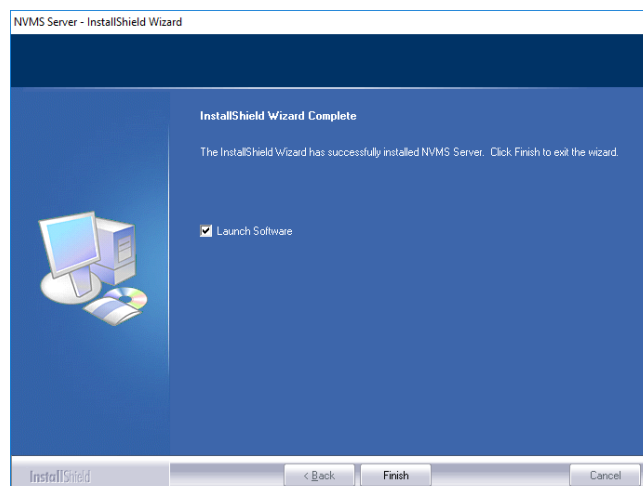 NVMS Server - InstallShield Wizard
InstallShield Wizard Complete
The InstallShield Wizard has successfully installed NVMS Server. Click Finish to exit the wizard.
Launch Software
InstallShield
< Back Finish Cancel